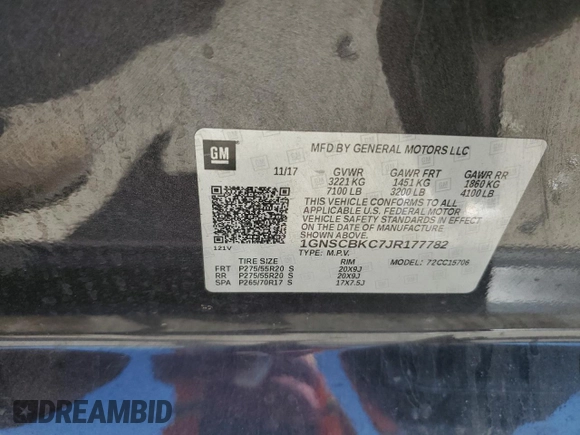 GM
MFD BY GENERAL MOTORS LLC
11/17 GVWR GAWR FRT GAWR RR
3221 KG 1451 KG 1860 KG
7100 LB 3200 LB 4100 LB
THIS VEHICLE CONFORMS TO ALL
APPLICABLE U.S. FEDERAL MOTOR
VEHICLE SAFETY STANDARDS IN EFFECT
ON THE DATE OF MANUFACTURE
SHOWN ABOVE.
1GNSCBKC7JR177782
121V
TYPE: M.P.V. MODEL: 72CC15706
TIRE SIZE RIM
FRT P275/55R20 S 20X9J
RR P275/55R20 S 20X9J
SPA P265/70R17 S 17X7.5J
DREAMBID